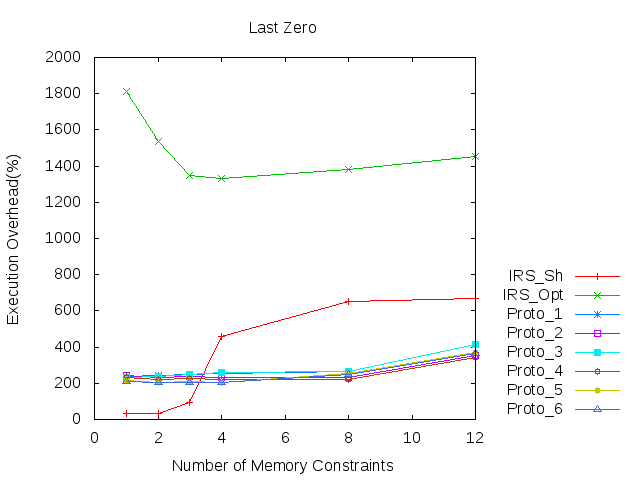 Last Zero
Execution Overhead(%)
2000
1800
1600
1400
1200
1000
800
600
400
200
0
0 2 4 6 8 10 12
Number of Memory Constraints
IRS_Sh
IRS_Opt
Proto_1
Proto_2
Proto_3
Proto_4
Proto_5
Proto_6